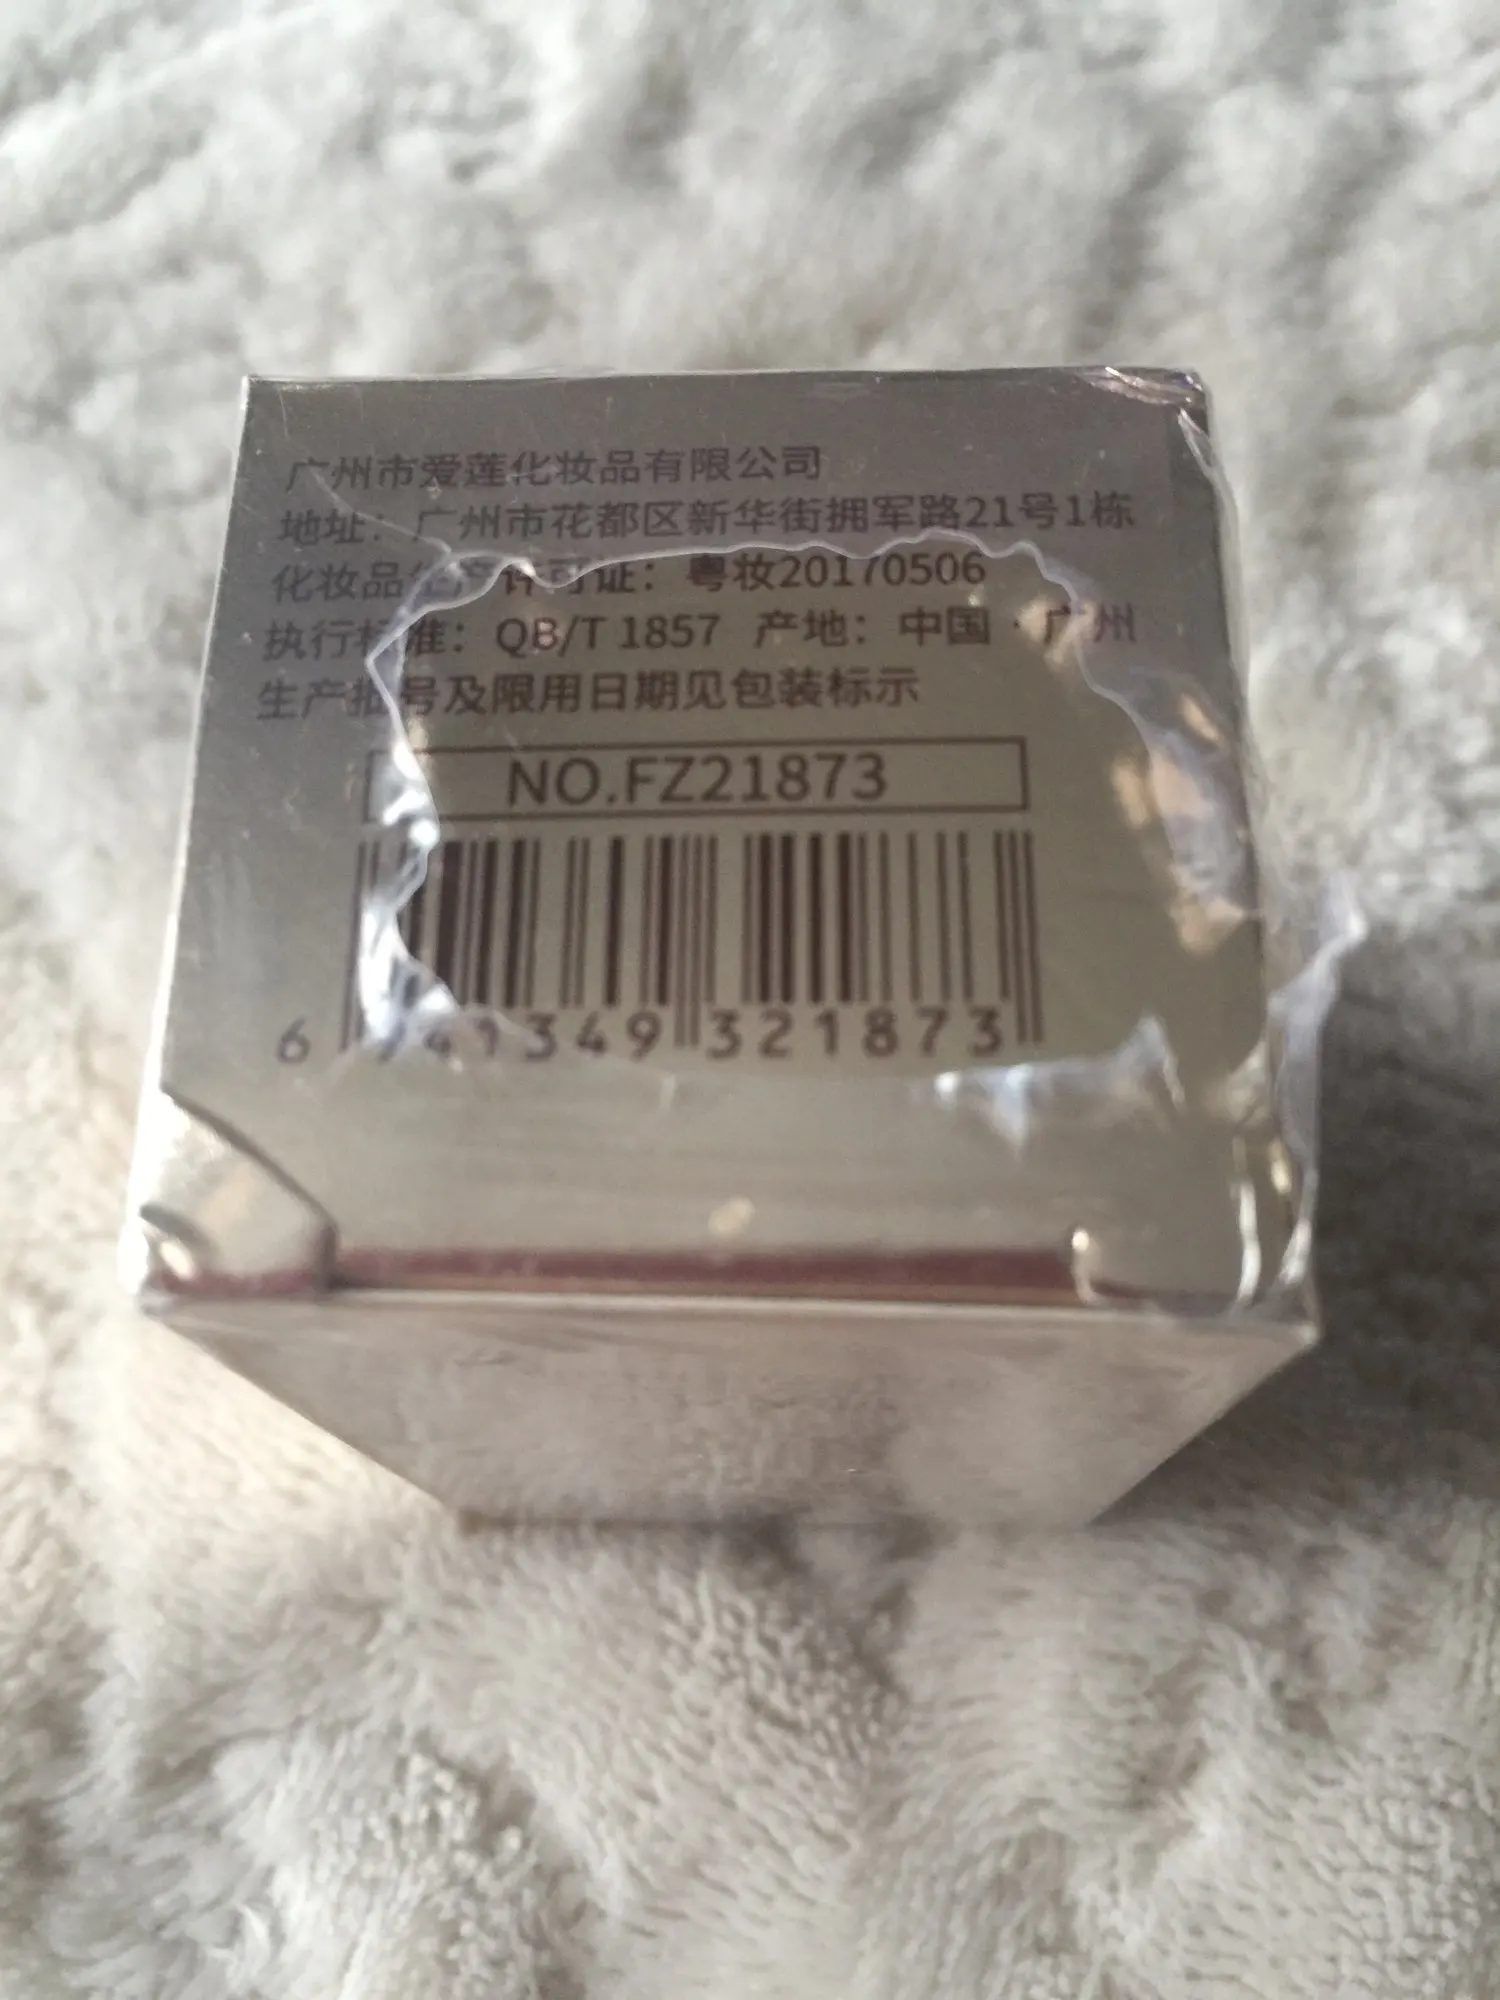 广州市爱莲化妆品有限公司
地址：广州市花都区新华街拥军路21号1栋
化妆品生产许可证：粤妆20170506
执行标准：QB/T 1857 产地：中国·广州
生产批号及限用日期见包装标示
NO.FZ21873
6 941349 321873